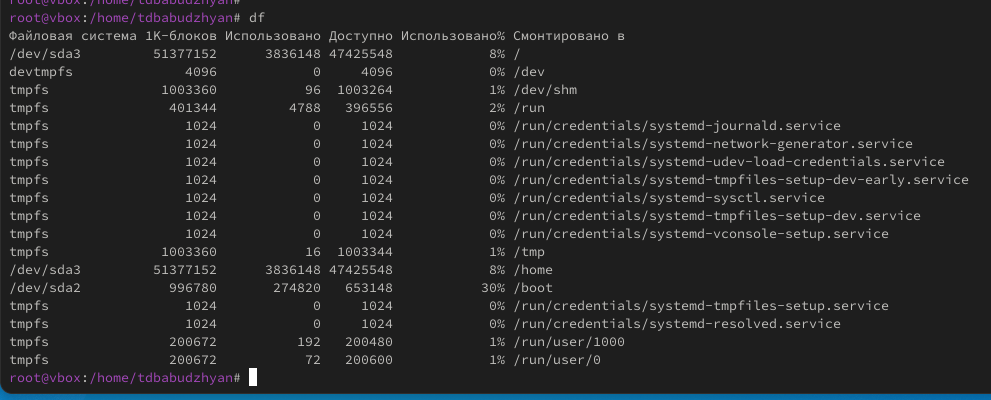 root@vbox:/home/tdbabudzhyan#
root@vbox:/home/tdbabudzhyan# df
Файловая система 1K-блоков Использовано Доступно Использовано% Смонтировано в
/dev/sda3 51377152 3836148 47425548 8% /
devtmpfs 4096 0 4096 0% /dev
tmpfs 1003360 96 1003264 1% /dev/shm
tmpfs 401344 4788 396556 2% /run
tmpfs 1024 0 1024 0% /run/credentials/systemd-journald.service
tmpfs 1024 0 1024 0% /run/credentials/systemd-network-generator.service
tmpfs 1024 0 1024 0% /run/credentials/systemd-udev-load-credentials.service
tmpfs 1024 0 1024 0% /run/credentials/systemd-tmpfiles-setup-dev-early.service
tmpfs 1024 0 1024 0% /run/credentials/systemd-sysctl.service
tmpfs 1024 0 1024 0% /run/credentials/systemd-tmpfiles-setup-dev.service
tmpfs 1024 0 1024 0% /run/credentials/systemd-vconsole-setup.service
tmpfs 1003360 16 1003344 1% /tmp
/dev/sda3 51377152 3836148 47425548 8% /home
/dev/sda2 996780 274820 653148 30% /boot
tmpfs 1024 0 1024 0% /run/credentials/systemd-tmpfiles-setup.service
tmpfs 1024 0 1024 0% /run/credentials/systemd-resolved.service
tmpfs 200672 192 200480 1% /run/user/1000
tmpfs 200672 72 200600 1% /run/user/0
root@vbox:/home/tdbabudzhyan#